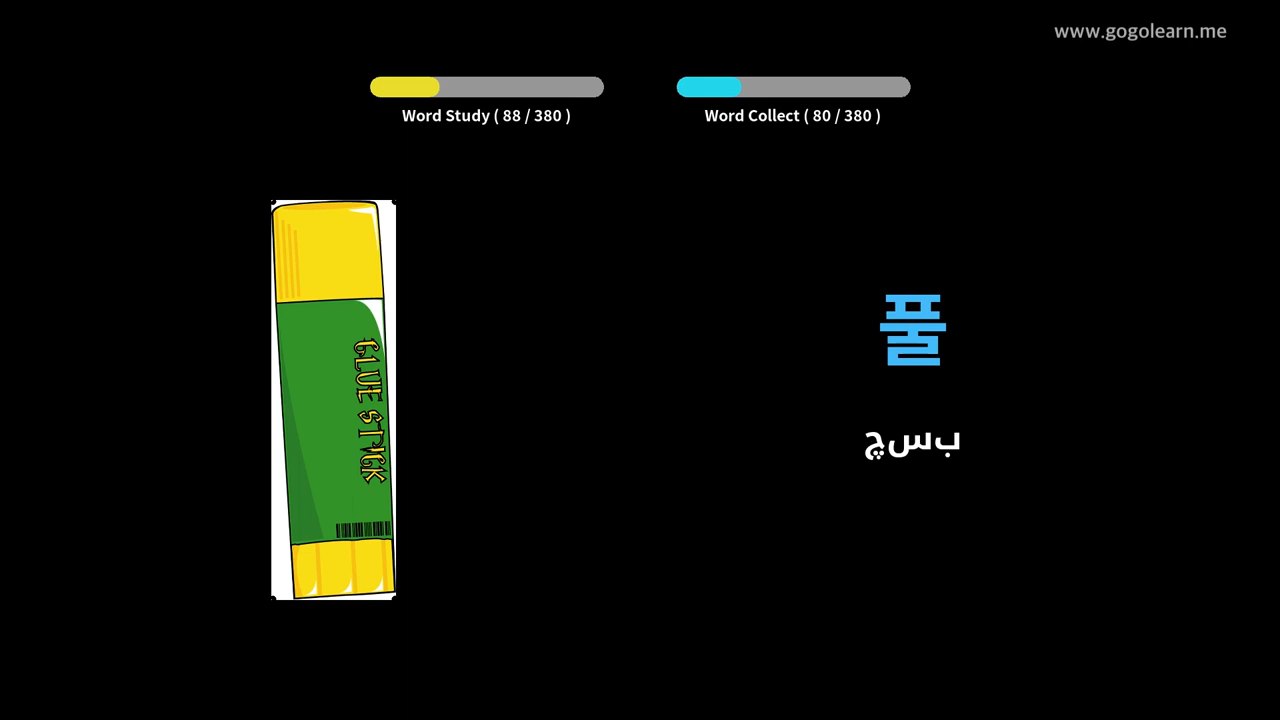 www.gogolearn.me
Word Study ( 88 / 380 )
Word Collect ( 80 / 380 )
GLUE STICK
풀
بسچ